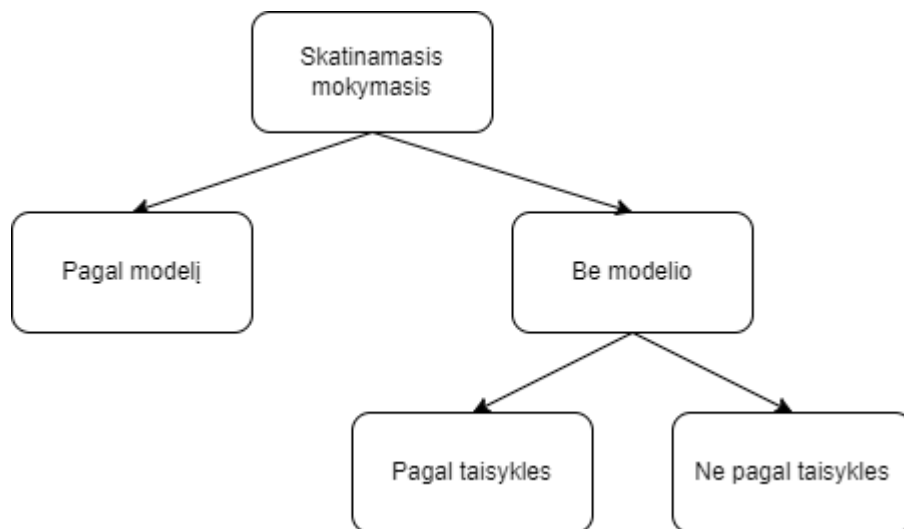 Skatinamasis
mokymasis
Pagal modelį
Be modelio
Pagal taisykles
Ne pagal taisykles